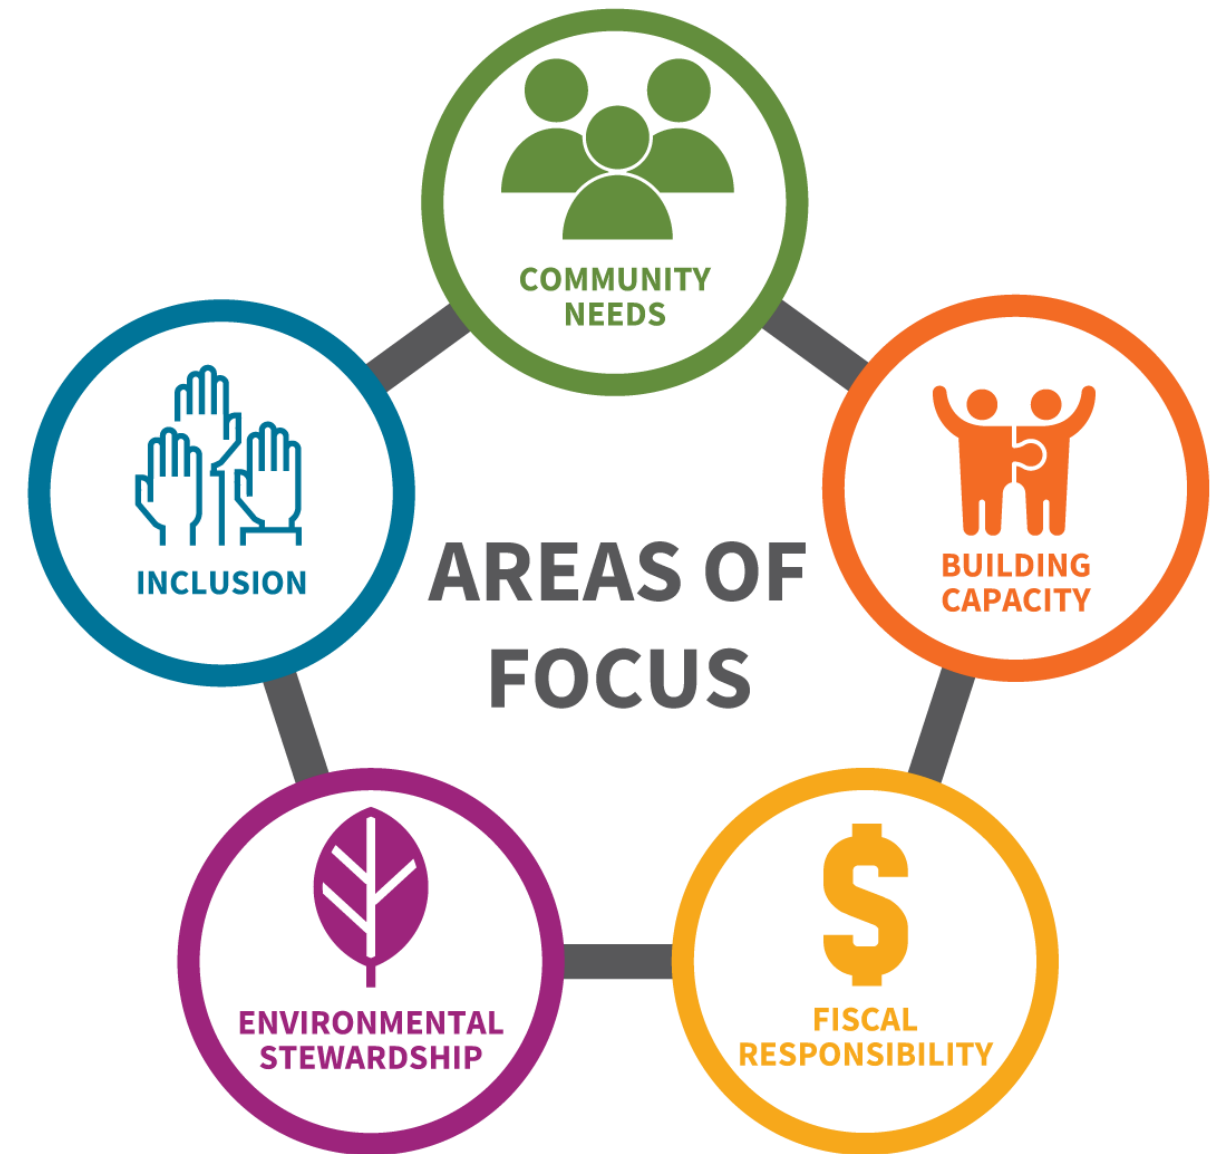 COMMUNITY
NEEDS
INCLUSION
BUILDING
CAPACITY
AREAS OF
FOCUS
ENVIRONMENTAL
STEWARDSHIP
$
FISCAL
RESPONSIBILITY